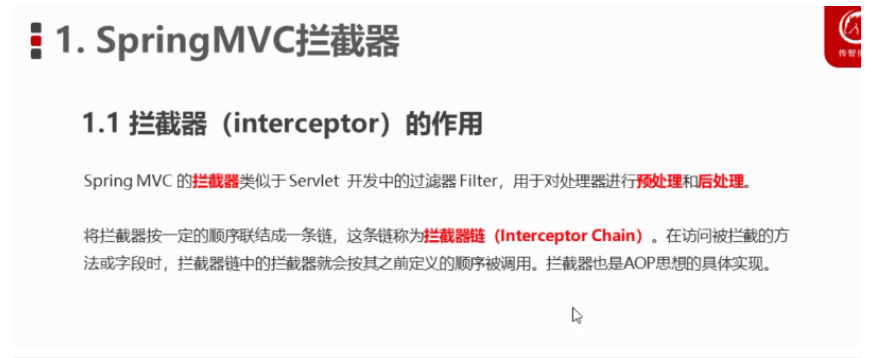 1. SpringMVC拦截器
1.1 拦截器（interceptor）的作用
Spring MVC 的拦截器类似于 Servlet 开发中的过滤器 Filter，用于对处理器进行预处理和后处理。
将拦截器按一定的顺序联结成一条链，这条链称为拦截器链（Interceptor Chain）。在访问被拦截的方
法或字段时，拦截器链中的拦截器就会按其之前定义的顺序被调用。拦截器也是AOP思想的具体实现。
传智